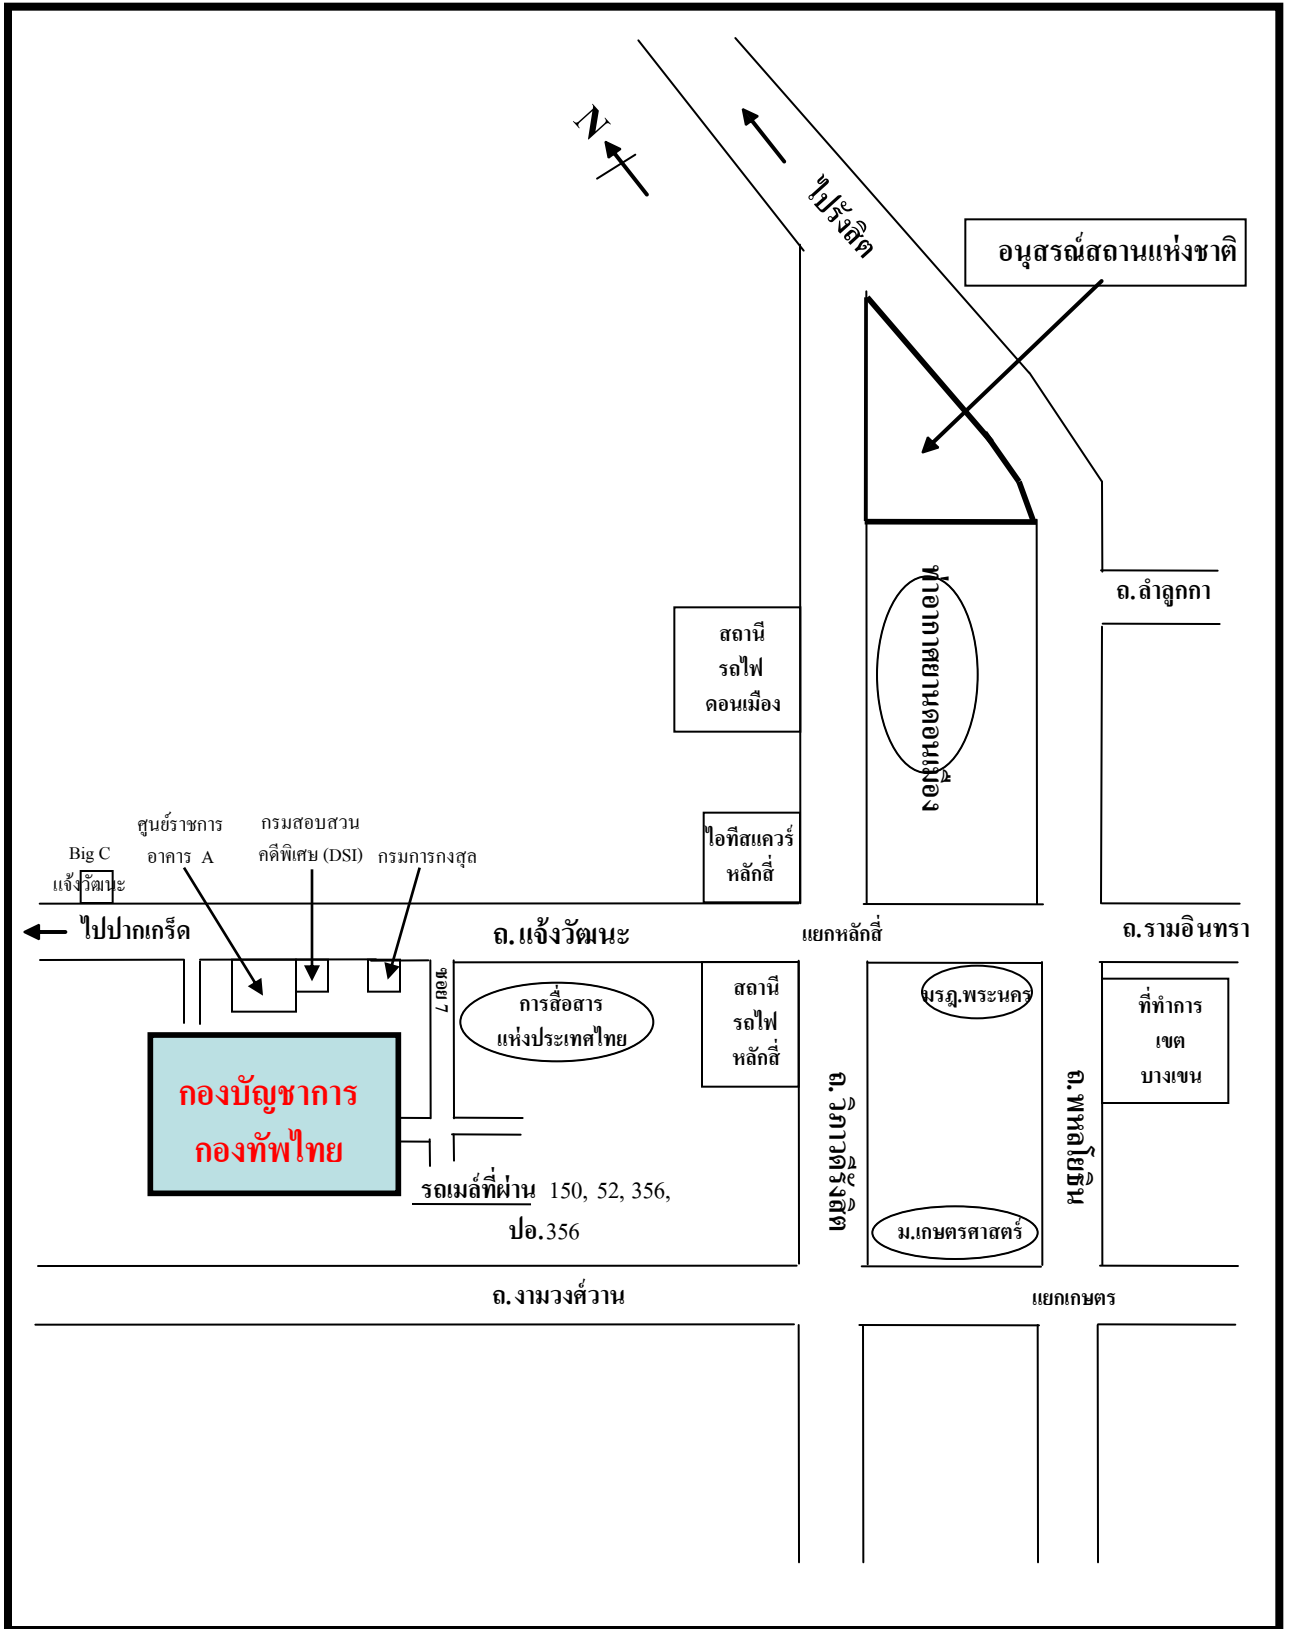 N
ไปรังสิต
อนุสรณ์สถานแห่งชาติ
ท่าอากาศยานดอนเมือง
ถ.ลำลูกกา
สถานี
รถไฟ
ดอนเมือง
ไอทีสแควร์
หลักสี่
ศูนย์ราชการ
อาคาร A
กรมสอบสวน
คดีพิเศษ (DSI)
กรมการกงสุล
Big C
แจ้งวัฒนะ
ไปปากเกร็ด
ถ.แจ้งวัฒนะ
แยกหลักสี่
ถ.รามอินทรา
ซอย 7
การสื่อสาร
แห่งประเทศไทย
สถานี
รถไฟ
หลักสี่
มรฎ.พระนคร
ที่ทำการ
เขต
บางเขน
กองบัญชาการ
กองทัพไทย
ถ.วิภาวดีรังสิต
ถ.พหลโยธิน
รถเมล์ที่ผ่าน 150, 52, 356,
ปอ.356
ม.เกษตรศาสตร์
ถ.งามวงศ์วาน
แยกเกษตร